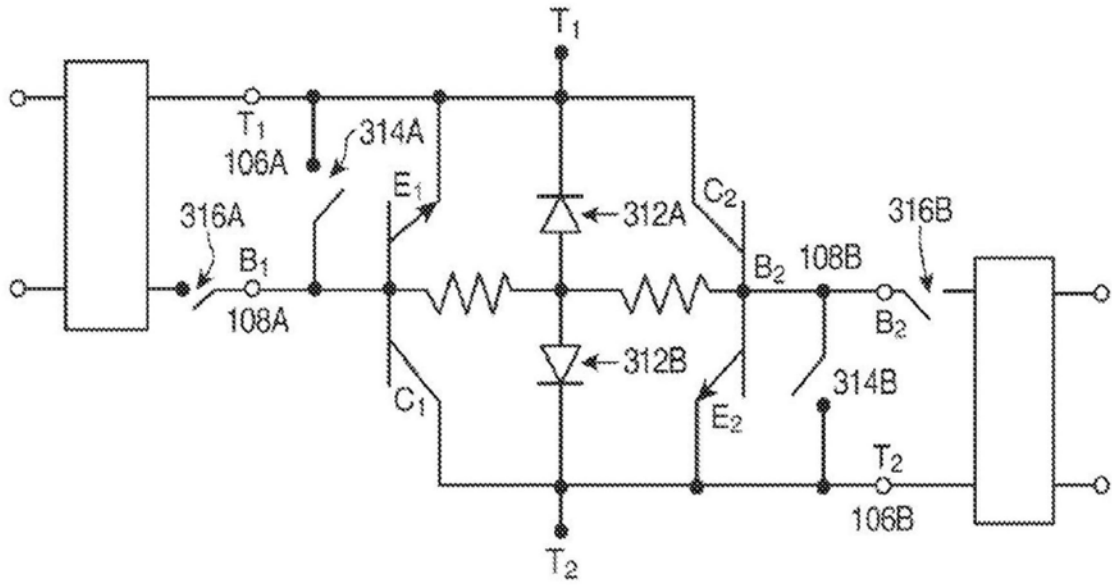 T₁
T₁
314A
106A
E₁
C₂
316A
312A
316B
B₁
B₂
108B
108A
B₂
312B
314B
C₁
E₂
T₂
106B
T₂